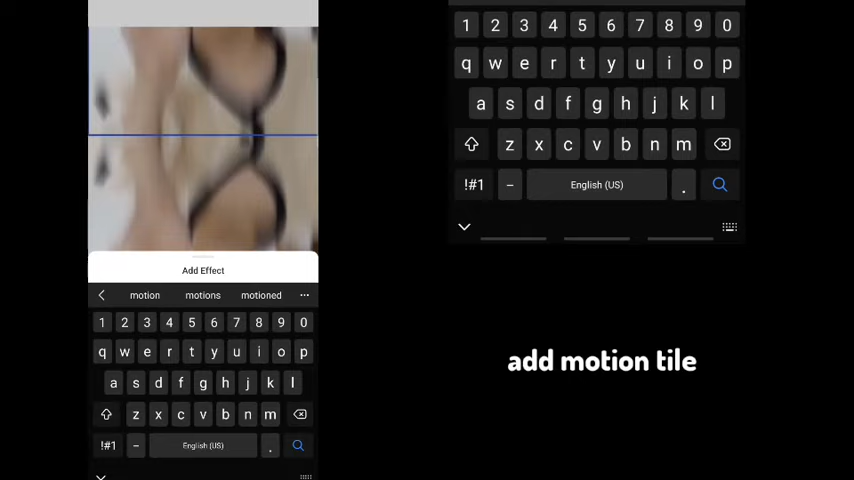 Add Effect
motion motions motioned ...
1 2 3 4 5 6 7 8 9 0
q w e r t y u i o p
a s d f g h j k l
z x c v b n m
!#1 - English (US) .
1 2 3 4 5 6 7 8 9 0
q w e r t y u i o p
a s d f g h j k l
z x c v b n m
!#1 - English (US) .
add motion tile